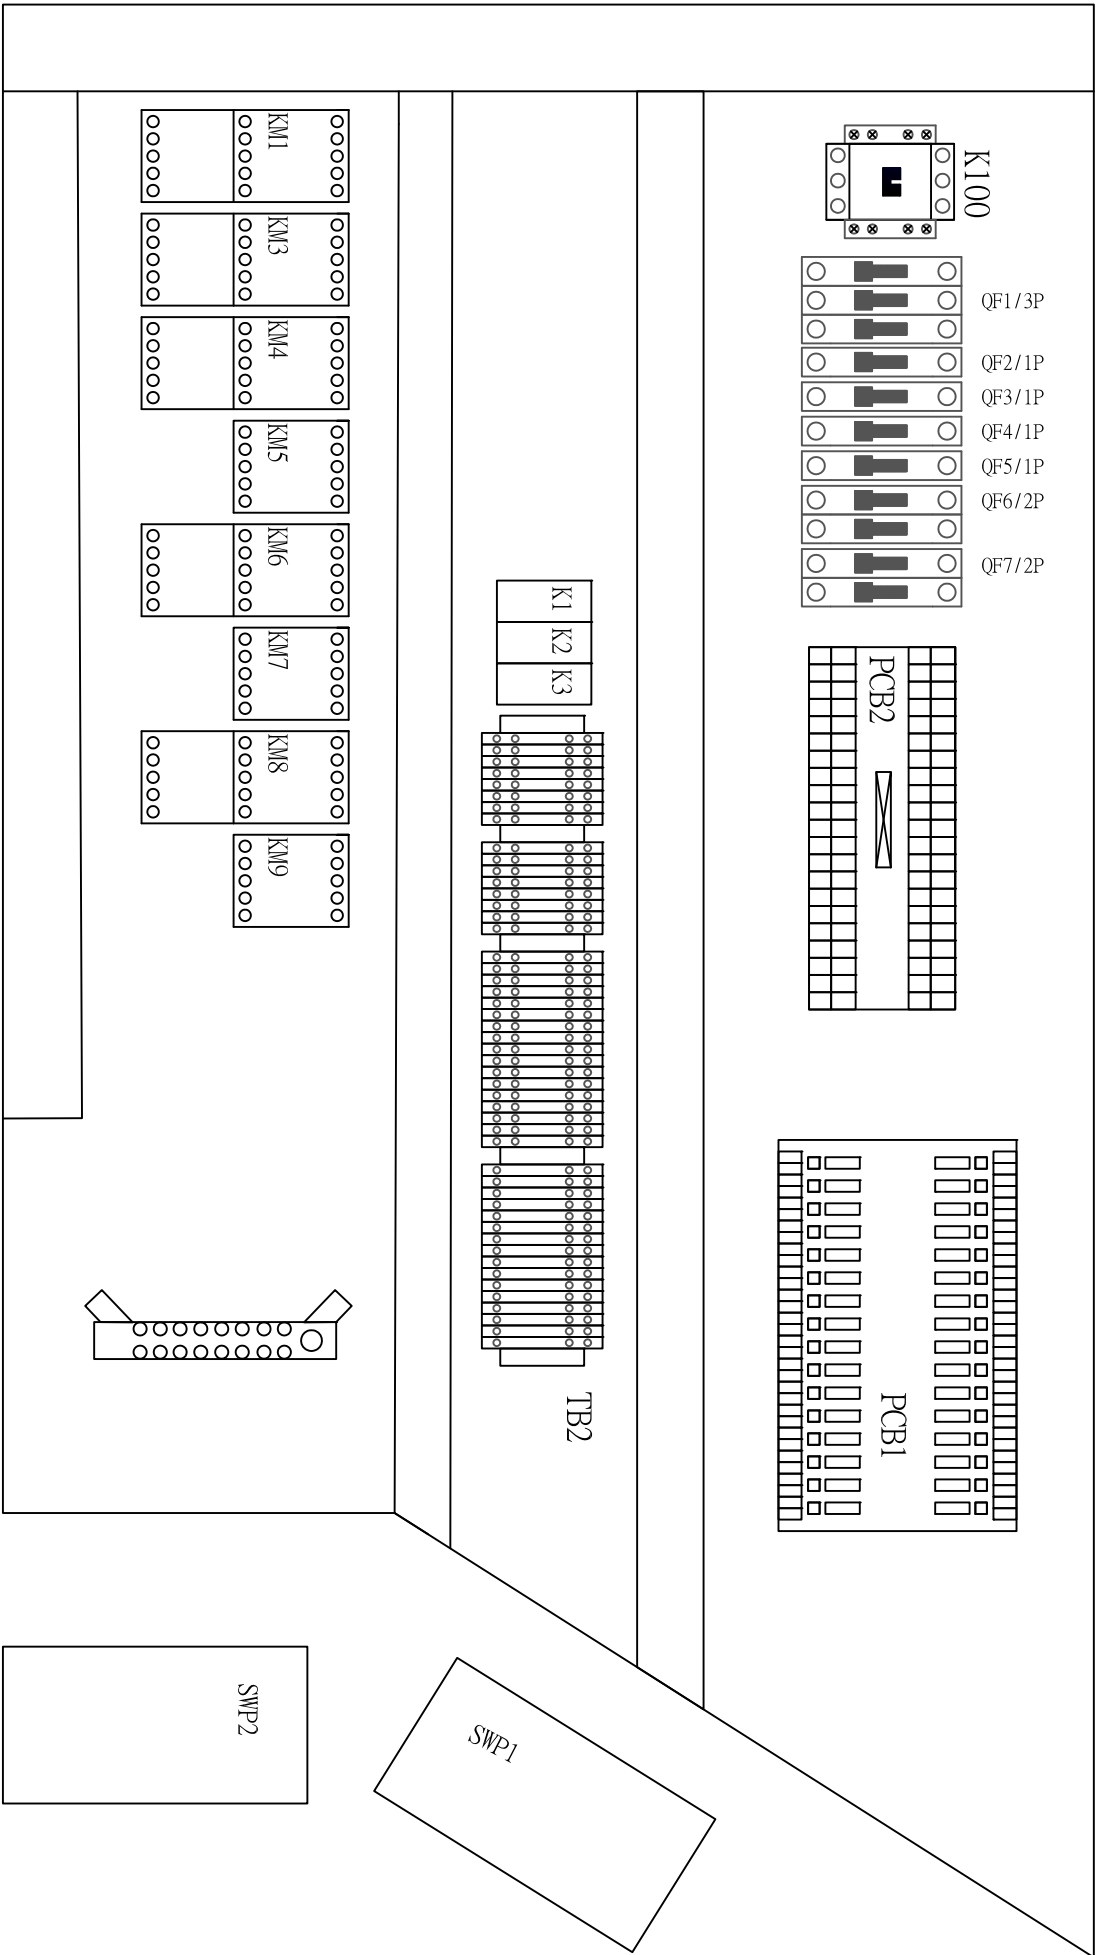 K100
QF1/3P
QF2/1P
QF3/1P
QF4/1P
QF5/1P
QF6/2P
QF7/2P
PCB2
PCB1
K1
K2
K3
TB2
KM1
KM3
KM4
KM5
KM6
KM7
KM8
KM9
SWP1
SWP2